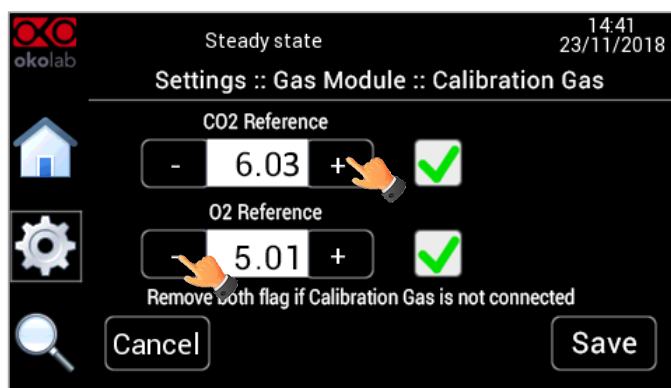 okolab
Steady state
14:41
23/11/2018
Settings :: Gas Module :: Calibration Gas
CO2 Reference
- 6.03 +
O2 Reference
- 5.01 +
Remove both flag if Calibration Gas is not connected
Cancel
Save